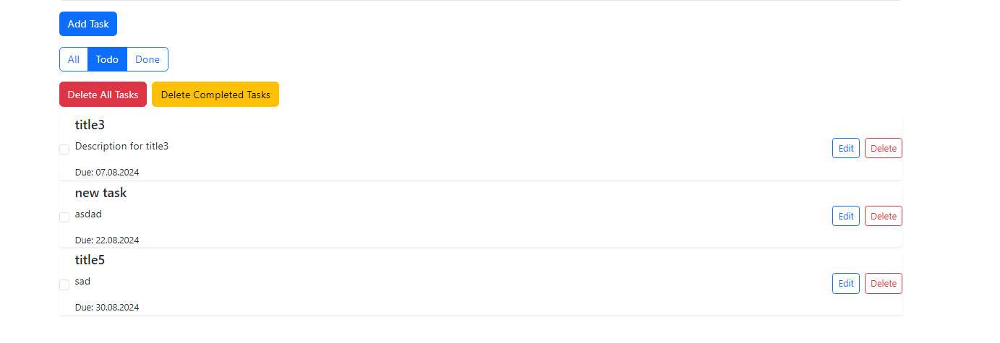 Add Task
All Todo Done
Delete All Tasks Delete Completed Tasks
title3
Description for title3
Edit Delete
Due: 07.08.2024
new task
asdad
Edit Delete
Due: 22.08.2024
title5
sad
Edit Delete
Due: 30.08.2024